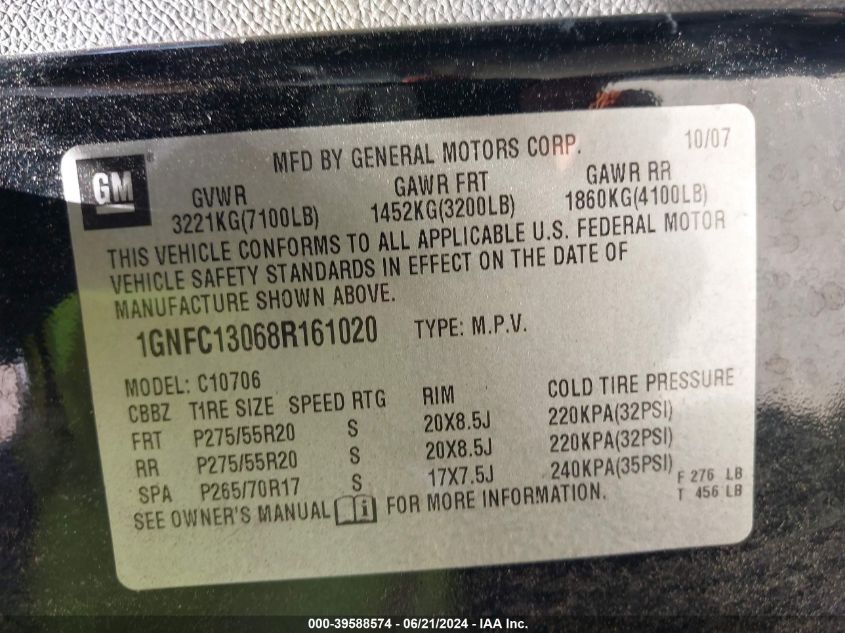 MFD BY GENERAL MOTORS CORP. 10/07
GM
GVWR GAWR FRT GAWR RR
3221KG(7100LB) 1452KG(3200LB) 1860KG(4100LB)
THIS VEHICLE CONFORMS TO ALL APPLICABLE U.S. FEDERAL MOTOR
VEHICLE SAFETY STANDARDS IN EFFECT ON THE DATE OF
MANUFACTURE SHOWN ABOVE.
1GNFC13068R161020 TYPE: M.P.V.
MODEL: C10706
CBBZ TIRE SIZE SPEED RTG RIM COLD TIRE PRESSURE
FRT P275/55R20 S 20X8.5J 220KPA(32PSI)
RR P275/55R20 S 20X8.5J 220KPA(32PSI)
SPA P265/70R17 S 17X7.5J 240KPA(35PSI)
F 276 LB
T 456 LB
SEE OWNER'S MANUAL i FOR MORE INFORMATION.
000-39588574 / 06/21/2024 - IAA Inc.